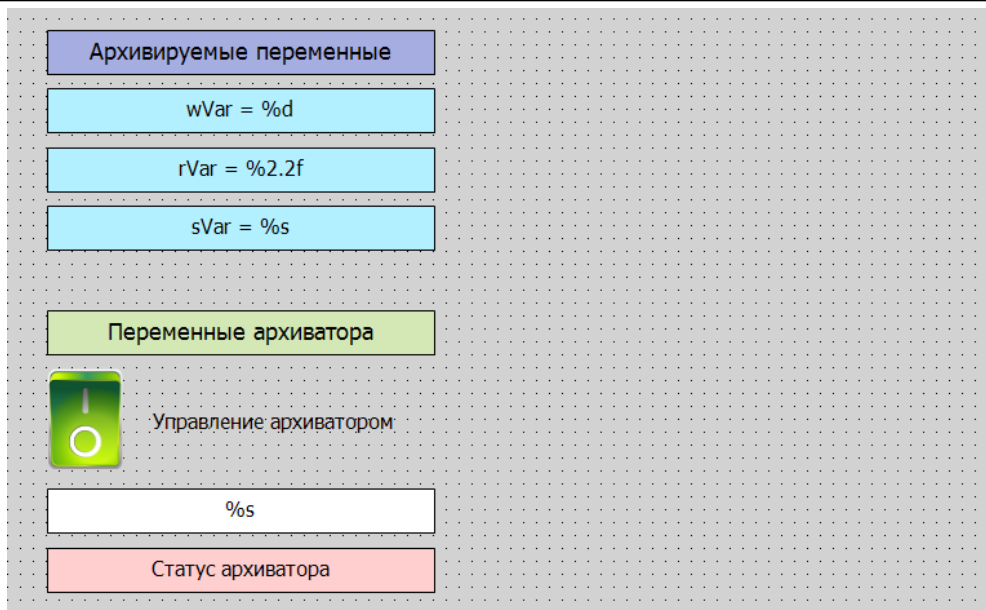 Архивируемые переменные
wVar = %d
rVar = %2.2f
sVar = %s
Переменные архиватора
Управление архиватором
%s
Статус архиватора